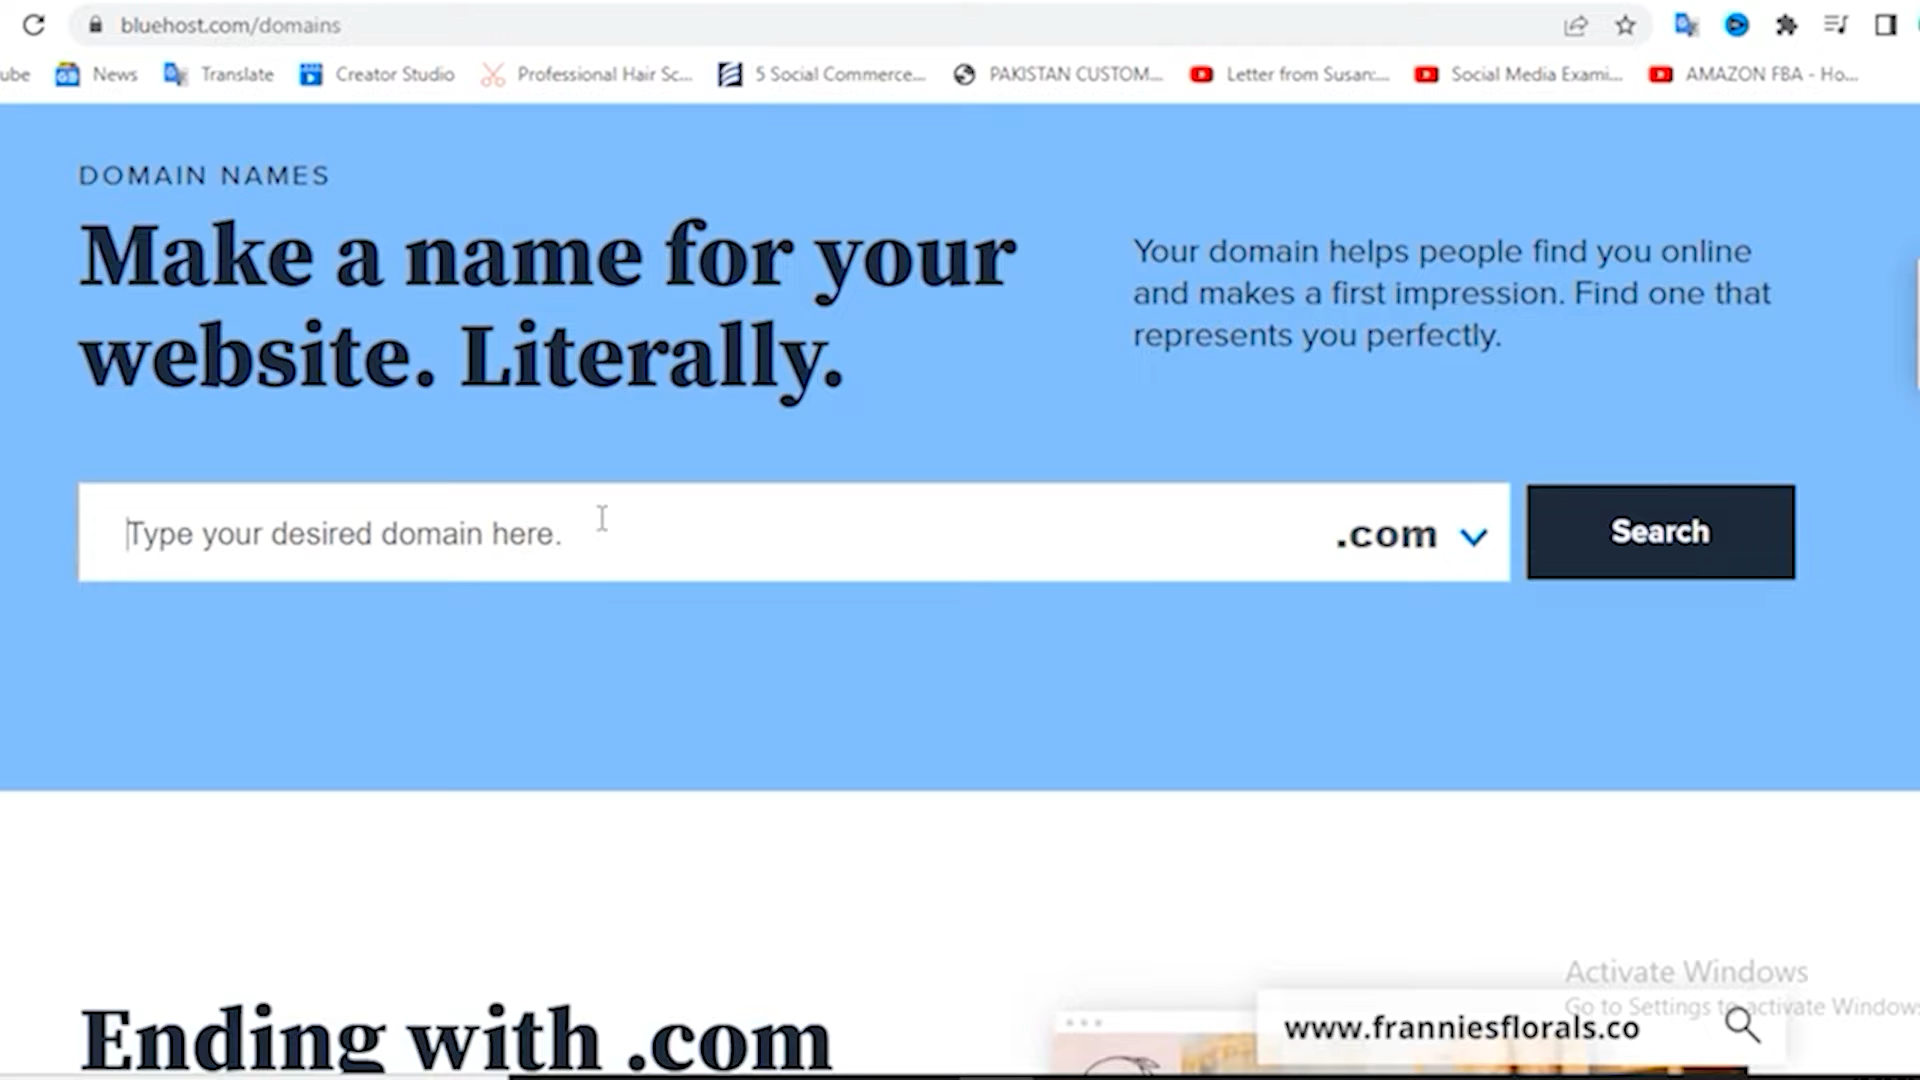 bluehost.com/domains
ube News Translate Creator Studio Professional Hair Sc... 5 Social Commerce... PAKISTAN CUSTOM... Letter from Susan:... Social Media Exami... AMAZON FBA - Ho...
DOMAIN NAMES
Make a name for your
website. Literally.
Your domain helps people find you online
and makes a first impression. Find one that
represents you perfectly.
Type your desired domain here.
.com
Search
Ending with .com
Activate Windows
Go to Settings to activate Windows
www.franniesflorals.co